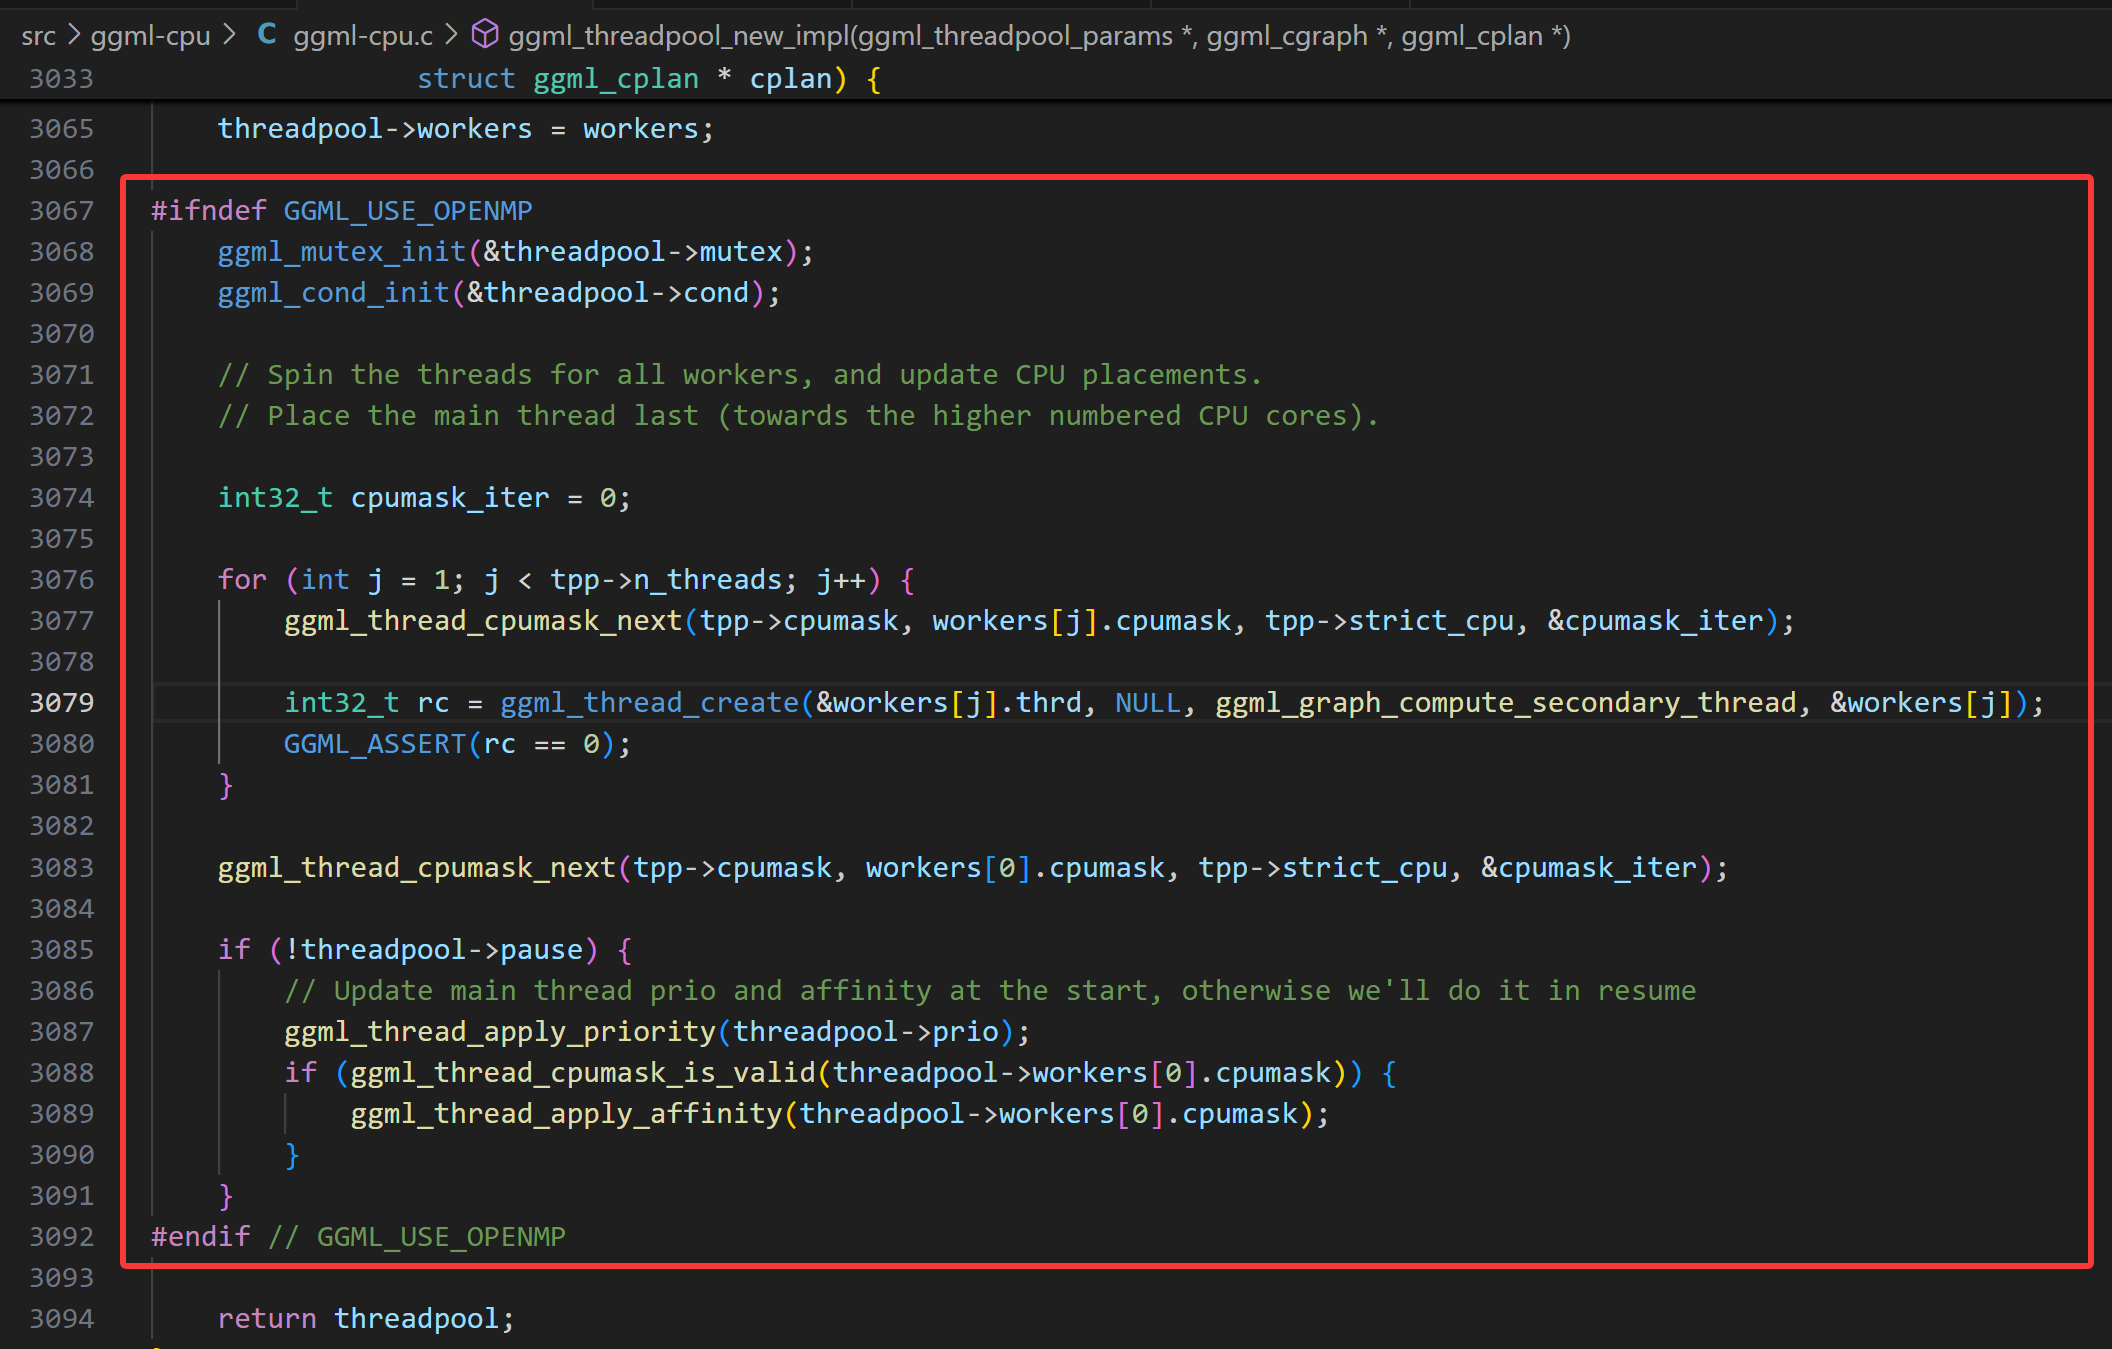 src > ggml-cpu > C ggml-cpu.c > ggml_threadpool_new_impl(ggml_threadpool_params *, ggml_cgraph *, ggml_cplan *)
3033                    struct ggml_cplan * cplan) {
3065        threadpool->workers = workers;
3066
3067    #ifndef GGML_USE_OPENMP
3068        ggml_mutex_init(&threadpool->mutex);
3069        ggml_cond_init(&threadpool->cond);
3070
3071        // Spin the threads for all workers, and update CPU placements.
3072        // Place the main thread last (towards the higher numbered CPU cores).
3073
3074        int32_t cpumask_iter = 0;
3075
3076        for (int j = 1; j < tpp->n_threads; j++) {
3077            ggml_thread_cpumask_next(tpp->cpumask, workers[j].cpumask, tpp->strict_cpu, &cpumask_iter);
3078
3079            int32_t rc = ggml_thread_create(&workers[j].thrd, NULL, ggml_graph_compute_secondary_thread, &workers[j]);
3080            GGML_ASSERT(rc == 0);
3081        }
3082
3083        ggml_thread_cpumask_next(tpp->cpumask, workers[0].cpumask, tpp->strict_cpu, &cpumask_iter);
3084
3085        if (!threadpool->pause) {
3086            // Update main thread prio and affinity at the start, otherwise we'll do it in resume
3087            ggml_thread_apply_priority(threadpool->prio);
3088            if (ggml_thread_cpumask_is_valid(threadpool->workers[0].cpumask)) {
3089                ggml_thread_apply_affinity(threadpool->workers[0].cpumask);
3090            }
3091        }
3092    #endif // GGML_USE_OPENMP
3093
3094        return threadpool;